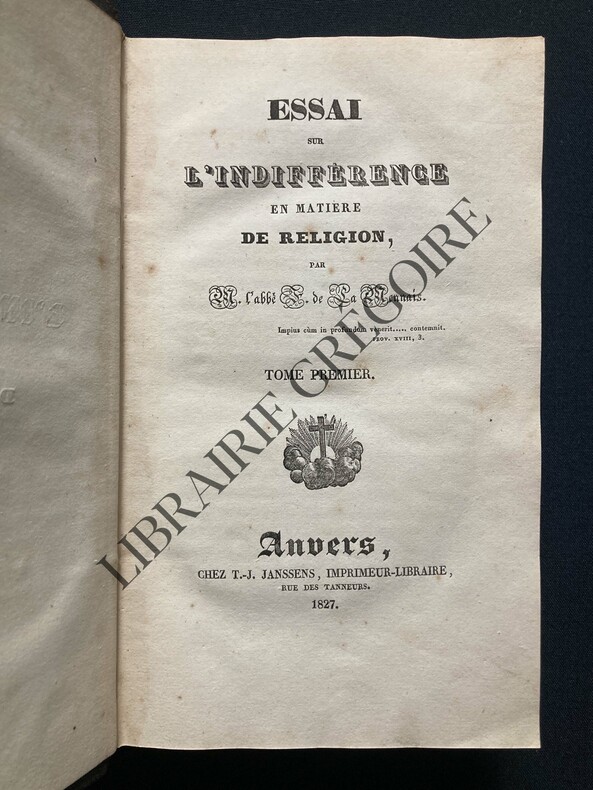 ESSAI
SUR
L'INDIFFÉRENCE
EN MATIERE
DE RELIGION,
PAR
M. l'abbé F. de La Mennais.
Impius cùm in profundum venerit..... contemnit.
PROV. XVIII, 3.
TOME PREMIER.
Anvers,
CHEZ T.-J. JANSSENS, IMPRIMEUR-LIBRAIRE,
RUE DES TANNEURS.
1827.
LIBRAIRIE GRÉGOIRE